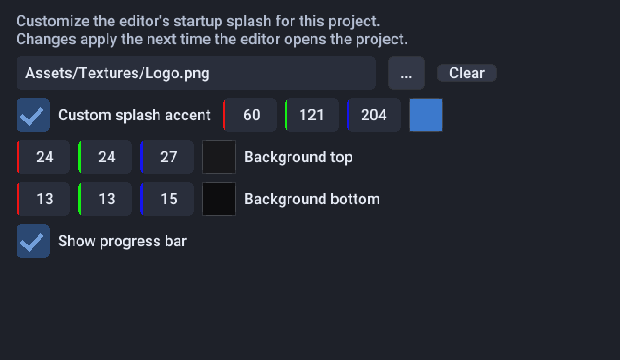 Customize the editor's startup splash for this project.
Changes apply the next time the editor opens the project.
Assets/Textures/Logo.png ... Clear
Custom splash accent 60 121 204
24 24 27 Background top
13 13 15 Background bottom
Show progress bar